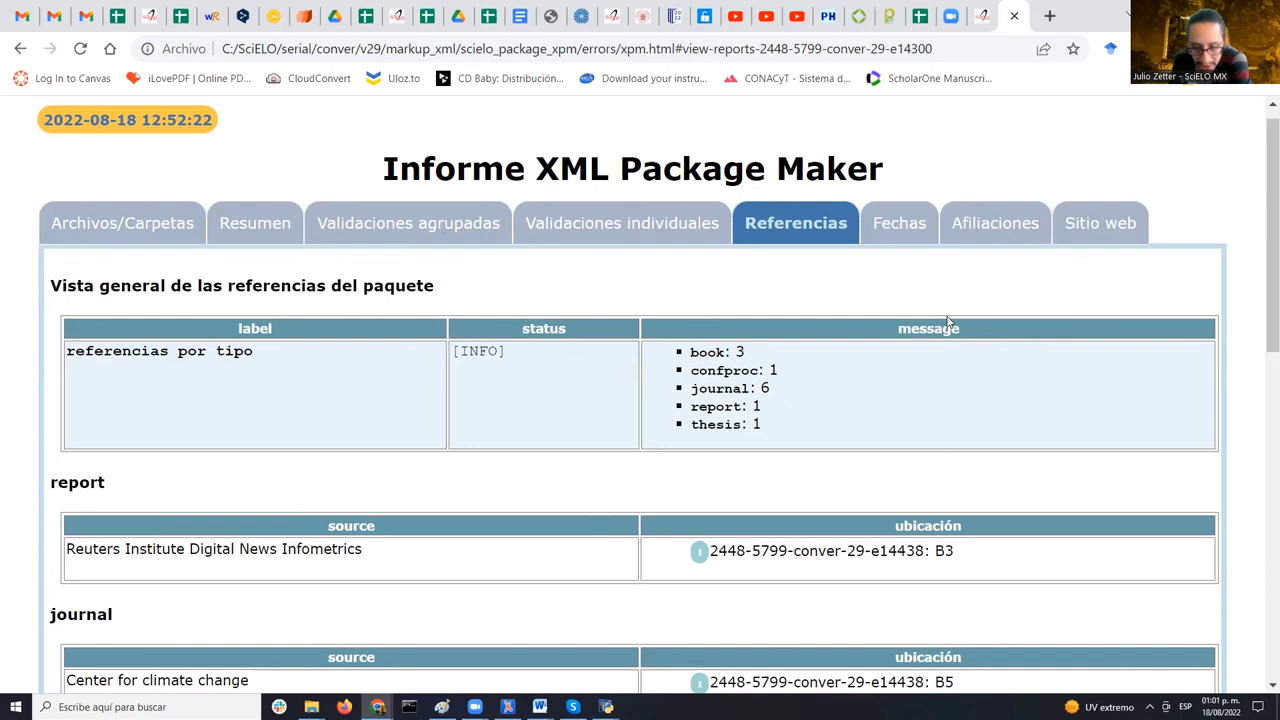 Archivo
C:/SciELO/serial/conver/v29/markup_xml/scielo_package_xpm/errors/xpm.html#view-reports-2448-5799-conver-29-e14300
Julio Zetter - SciELO MX
Log In to Canvas
iLovePDF | Online PD...
CloudConvert
Uloz.to
CD Baby: Distribución...
Download your instru...
CONACyT - Sistema d...
ScholarOne Manuscri...
2022-08-18 12:52:22
Informe XML Package Maker
Archivos/Carpetas
Resumen
Validaciones agrupadas
Validaciones individuales
Referencias
Fechas
Afiliaciones
Sitio web
Vista general de las referencias del paquete
label
status
message
referencias por tipo
[INFO]
book: 3
confproc: 1
journal: 6
report: 1
thesis: 1
report
source
ubicación
Reuters Institute Digital News Infometrics
1 2448-5799-conver-29-e14438: B3
journal
source
ubicación
Center for climate change
1 2448-5799-conver-29-e14438: B5
Escribe aquí para buscar
UV extremo
ESP
01:01 p. m.
18/08/2022